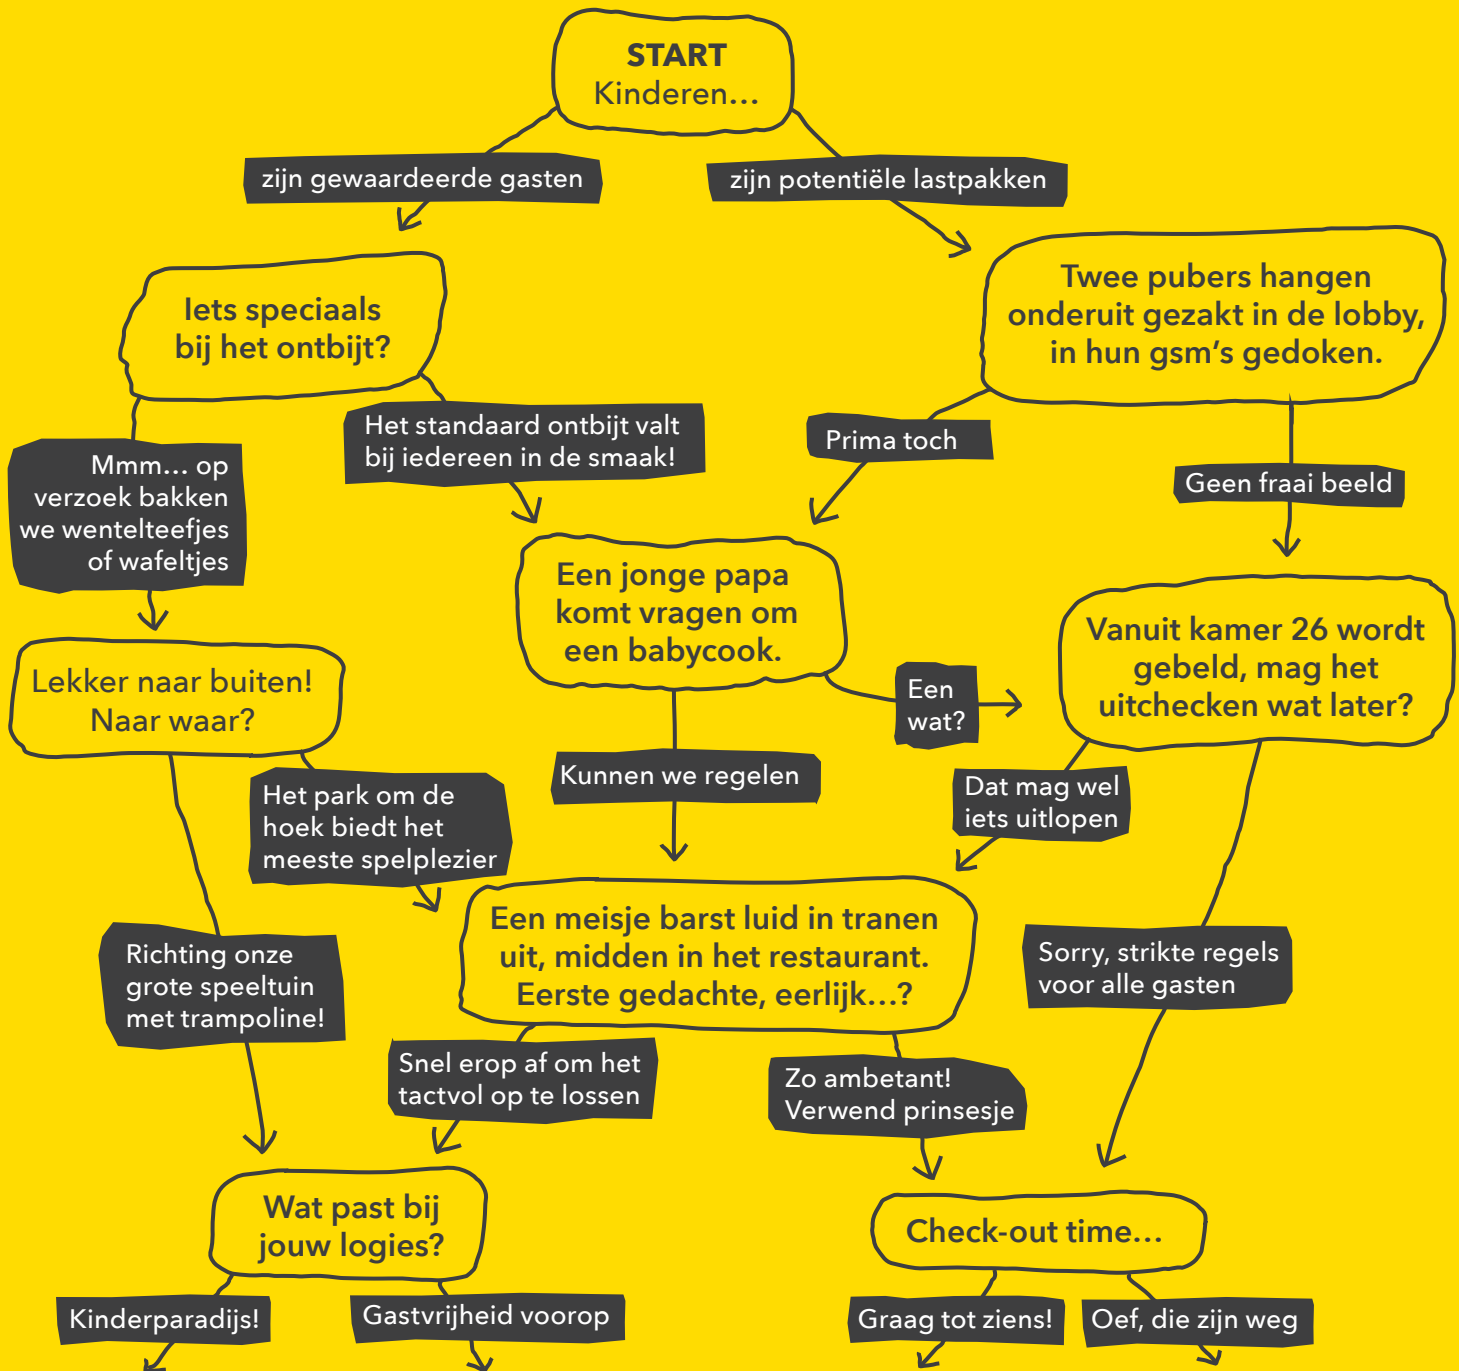 START
Kinderen…
zijn gewaardeerde gasten
zijn potentiële lastpakken
Iets speciaals
bij het ontbijt?
Twee pubers hangen
onderuit gezakt in de lobby,
in hun gsm's gedoken.
Mmm… op
verzoek bakken
we wentelteefjes
of wafeltjes
Het standaard ontbijt valt
bij iedereen in de smaak!
Prima toch
Geen fraai beeld
Een jonge papa
komt vragen om
een babycook.
Vanuit kamer 26 wordt
gebeld, mag het
uitchecken wat later?
Lekker naar buiten!
Naar waar?
Een
wat?
Kunnen we regelen
Dat mag wel
iets uitlopen
Het park om de
hoek biedt het
meeste spelplezier
Een meisje barst luid in tranen
uit, midden in het restaurant.
Eerste gedachte, eerlijk…?
Richting onze
grote speeltuin
met trampoline!
Sorry, strikte regels
voor alle gasten
Snel erop af om het
tactvol op te lossen
Zo ambetant!
Verwend prinsesje
Wat past bij
jouw logies?
Check-out time…
Kinderparadijs!
Gastvrijheid voorop
Graag tot ziens!
Oef, die zijn weg